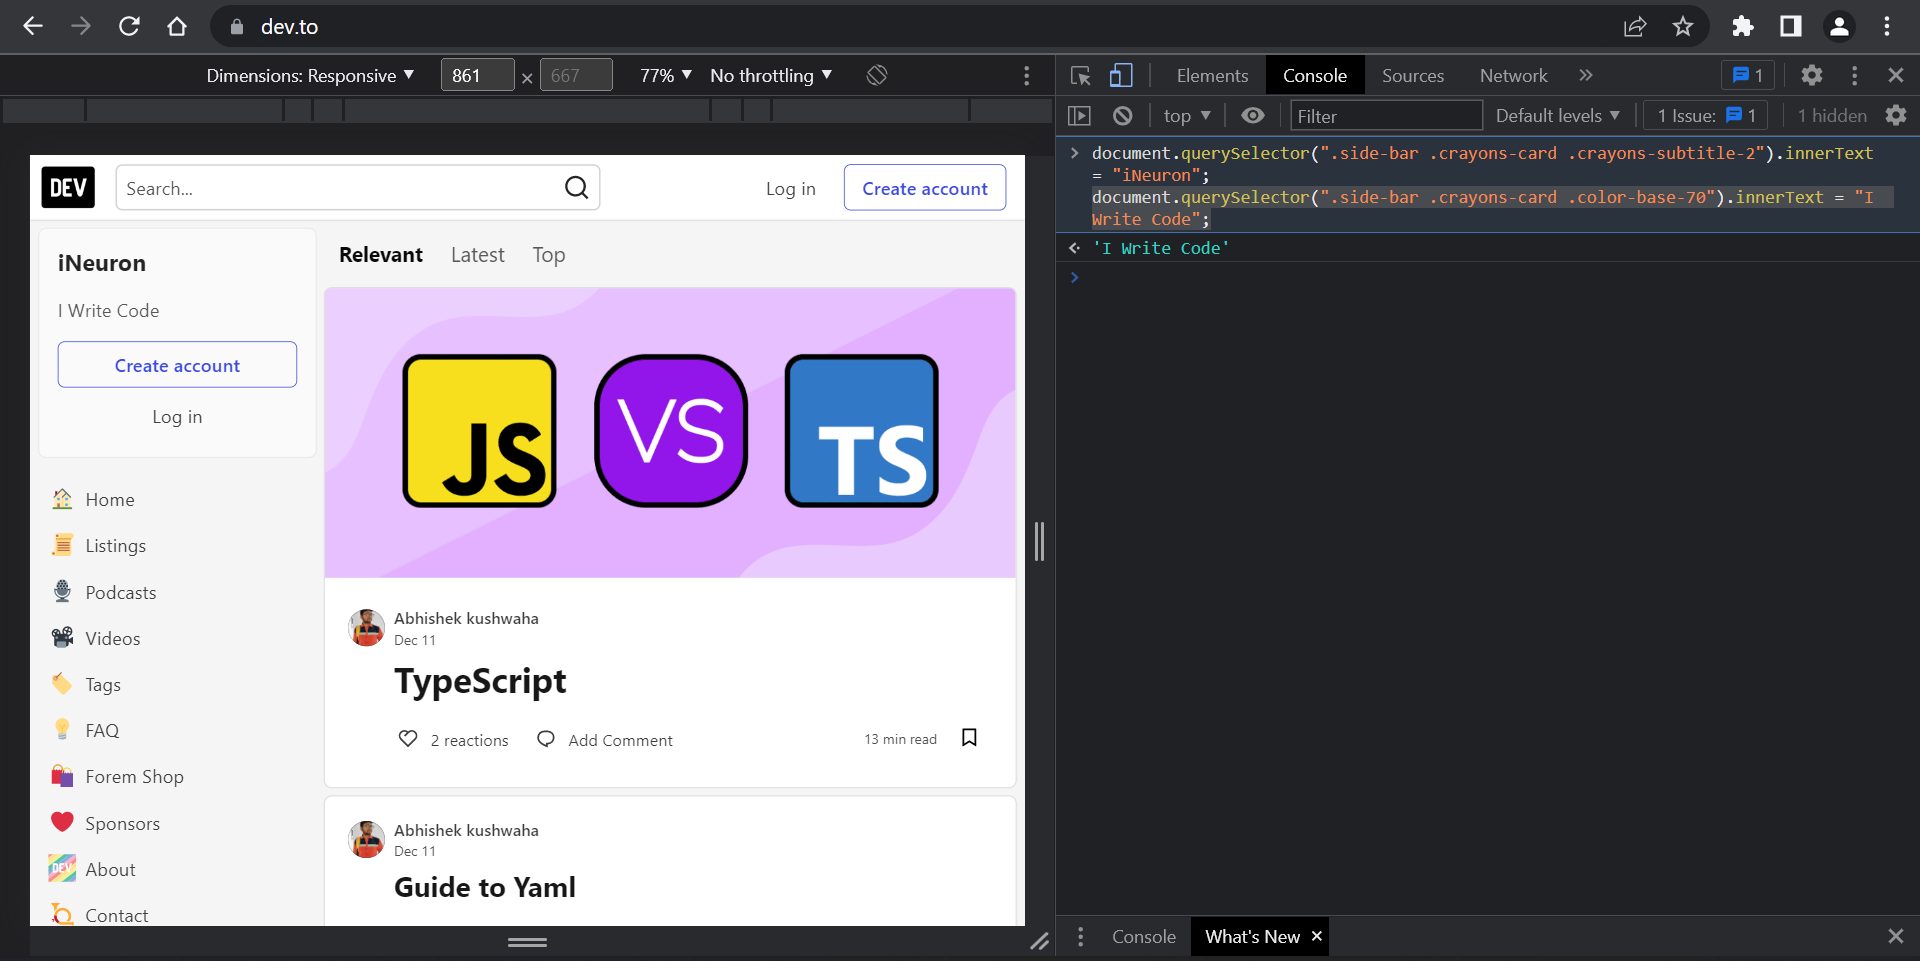 dev.to
Dimensions: Responsive ▼ 861 × 667 77% ▼ No throttling ▼
Elements Console Sources Network » 1
top ▼ Filter Default levels ▼ 1 Issue: 1 1 hidden
DEV Search... Log in Create account
iNeuron
I Write Code
Create account
Log in
Home
Listings
Podcasts
Videos
Tags
FAQ
Forem Shop
Sponsors
DEV About
Contact
Relevant Latest Top
JS VS TS
Abhishek kushwaha
Dec 11
TypeScript
2 reactions Add Comment 13 min read
Abhishek kushwaha
Dec 11
Guide to Yaml
document.querySelector(".side-bar .crayons-card .crayons-subtitle-2").innerText
= "iNeuron";
document.querySelector(".side-bar .crayons-card .color-base-70").innerText = "I
Write Code";
'I Write Code'
Console What's New ×